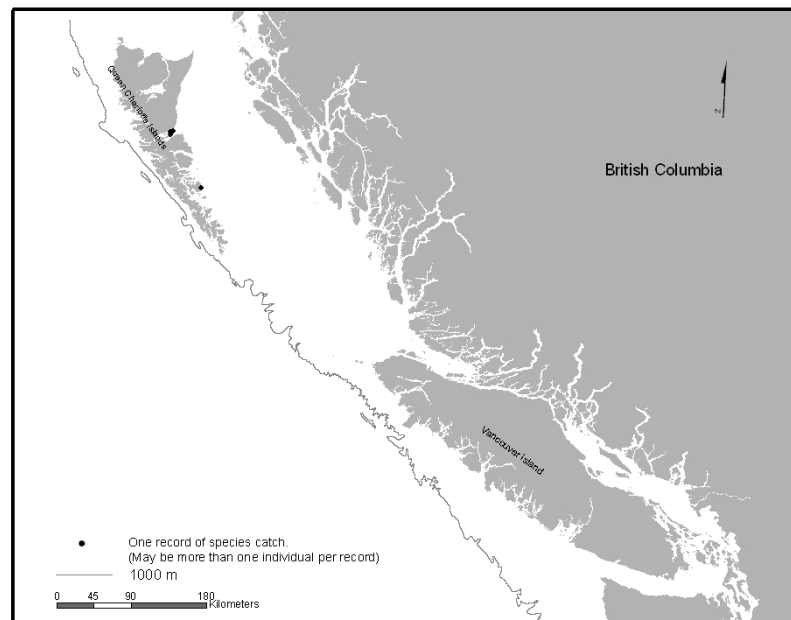 Queen Charlotte Islands
N
British Columbia
Vancouver Island
One record of species catch.
(May be more than one individual per record)
1000 m
0 45 90 180
Kilometers